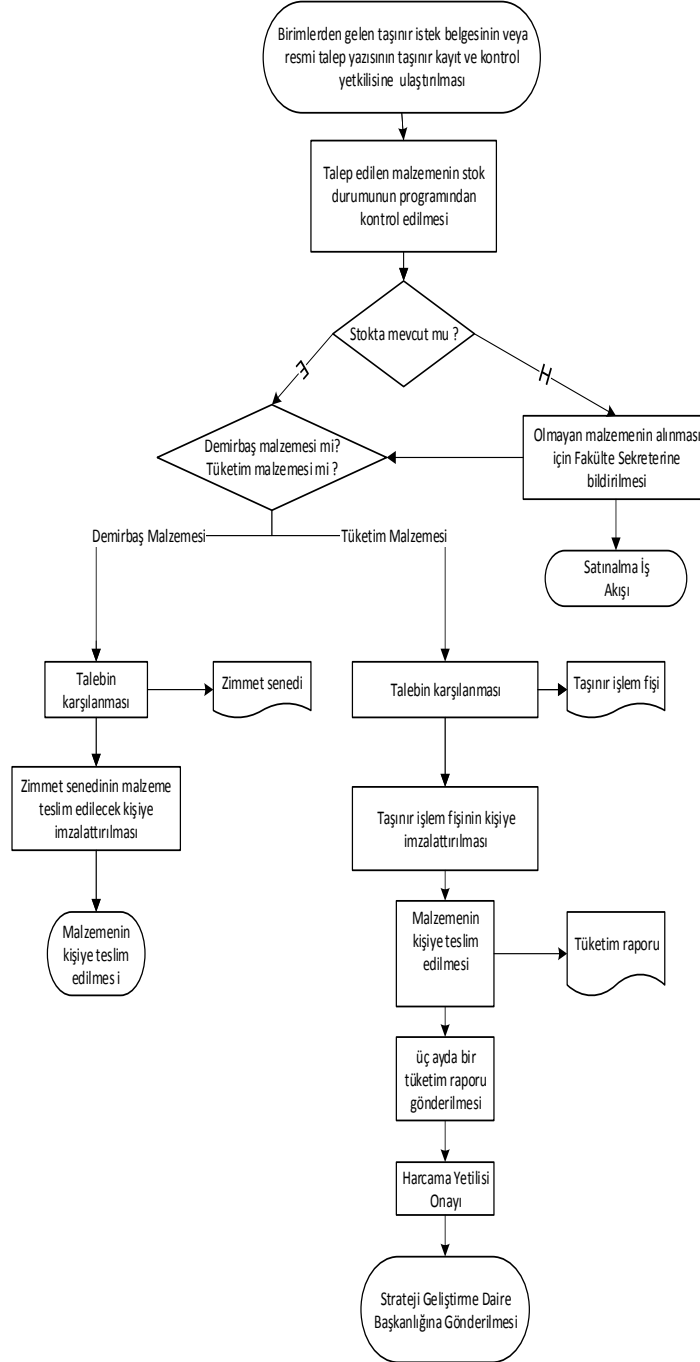 Birimlerden gelen taşınır istek belgesinin veya
resmi talep yazısının taşınır kayıt ve kontrol
yetkilisine ulaştırılması
Talep edilen malzemenin stok
durumunun programından
kontrol edilmesi
Stokta mevcut mu ?
E
H
Demirbaş malzemesi mi?
Tüketim malzemesi mi ?
Olmayan malzemenin alınması
için Fakülte Sekreterine
bildirilmesi
Demirbaş Malzemesi
Tüketim Malzemesi
Satınalma İş
Akışı
Talebin
karşılanması
Zimmet senedi
Talebin karşılanması
Taşınır işlem fişi
Zimmet senedinin malzeme
teslim edilecek kişiye
imzalattırılması
Taşınır işlem fişinin kişiye
imzalattırılması
Malzemenin
kişiye teslim
edilmes i
Malzemenin
kişiye teslim
edilmesi
Tüketim raporu
üç ayda bir
tüketim raporu
gönderilmesi
Harcama Yetilisi
Onayı
Strateji Geliştirme Daire
Başkanlığına Gönderilmesi